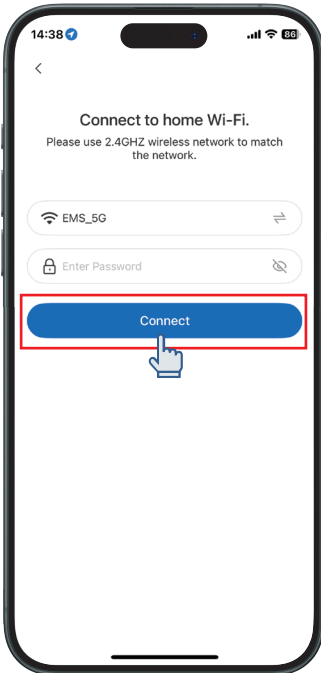 14:38
86
Connect to home Wi-Fi.
Please use 2.4GHZ wireless network to match
the network.
EMS_5G
Enter Password
Connect